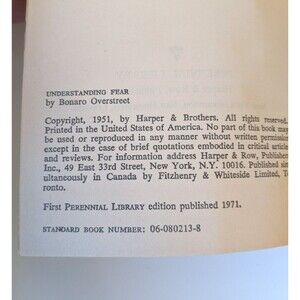 UNDERSTANDING FEAR
by Bonaro Overstreet
Copyright, 1951, by Harper & Brothers. All rights reserved.
Printed in the United States of America. No part of this book may
be used or reproduced in any manner without written permission
except in the case of brief quotations embodied in critical articles
and reviews. For information address Harper & Row, Publishers
Inc., 49 East 33rd Street, New York, N.Y. 10016. Published sim
ultaneously in Canada by Fitzhenry & Whiteside Limited, To
ronto.
First PERENNIAL LIBRARY edition published 1971.
STANDARD BOOK NUMBER: 06-080213-8